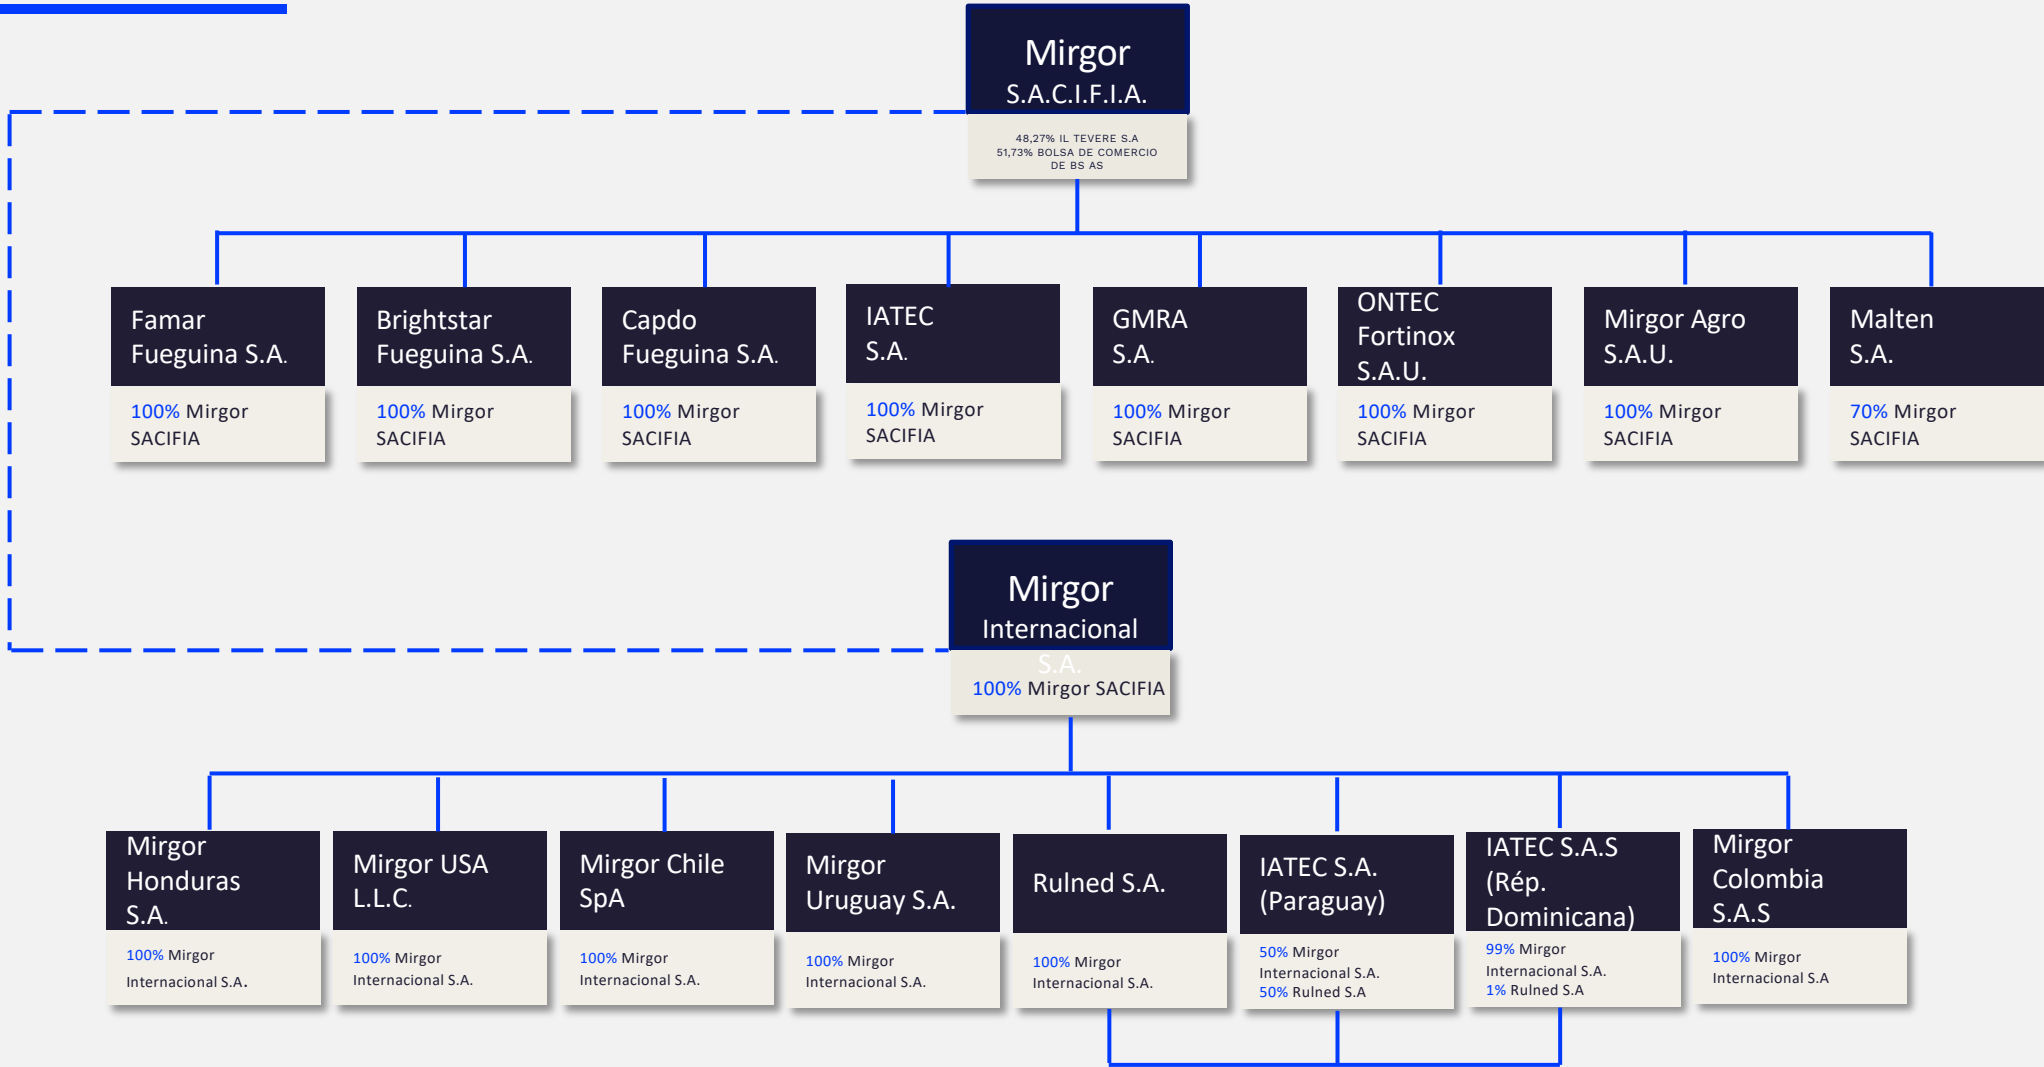 Mirgor
S.A.C.I.F.I.A.
48,27% IL TEVERE S.A
51,73% BOLSA DE COMERCIO
DE BS AS
Famar
Fueguina S.A.
100% Mirgor
SACIFIA
Brightstar
Fueguina S.A.
100% Mirgor
SACIFIA
Capdo
Fueguina S.A.
100% Mirgor
SACIFIA
IATEC
S.A.
100% Mirgor
SACIFIA
GMRA
S.A.
100% Mirgor
SACIFIA
ONTEC
Fortinox
S.A.U.
100% Mirgor
SACIFIA
Mirgor Agro
S.A.U.
100% Mirgor
SACIFIA
Malten
S.A.
70% Mirgor
SACIFIA
Mirgor
Internacional
S.A.
100% Mirgor SACIFIA
Mirgor
Honduras
S.A.
100% Mirgor
Internacional S.A.
Mirgor USA
L.L.C.
100% Mirgor
Internacional S.A.
Mirgor Chile
SpA
100% Mirgor
Internacional S.A.
Mirgor
Uruguay S.A.
100% Mirgor
Internacional S.A.
Rulned S.A.
100% Mirgor
Internacional S.A.
IATEC S.A.
(Paraguay)
50% Mirgor
Internacional S.A.
50% Rulned S.A
IATEC S.A.S
(Rép.
Dominicana)
99% Mirgor
Internacional S.A.
1% Rulned S.A
Mirgor
Colombia
S.A.S
100% Mirgor
Internacional S.A